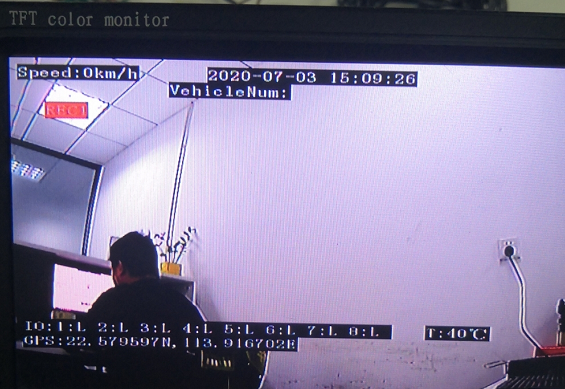 TFT color monitor
Speed:0km/h 2020-07-03 15:09:26
VehicleNum:
REC1
IO:1:L 2:L 3:L 4:L 5:L 6:L 7:L 8:L T:40℃
GPS:22.579597N,113.916702E